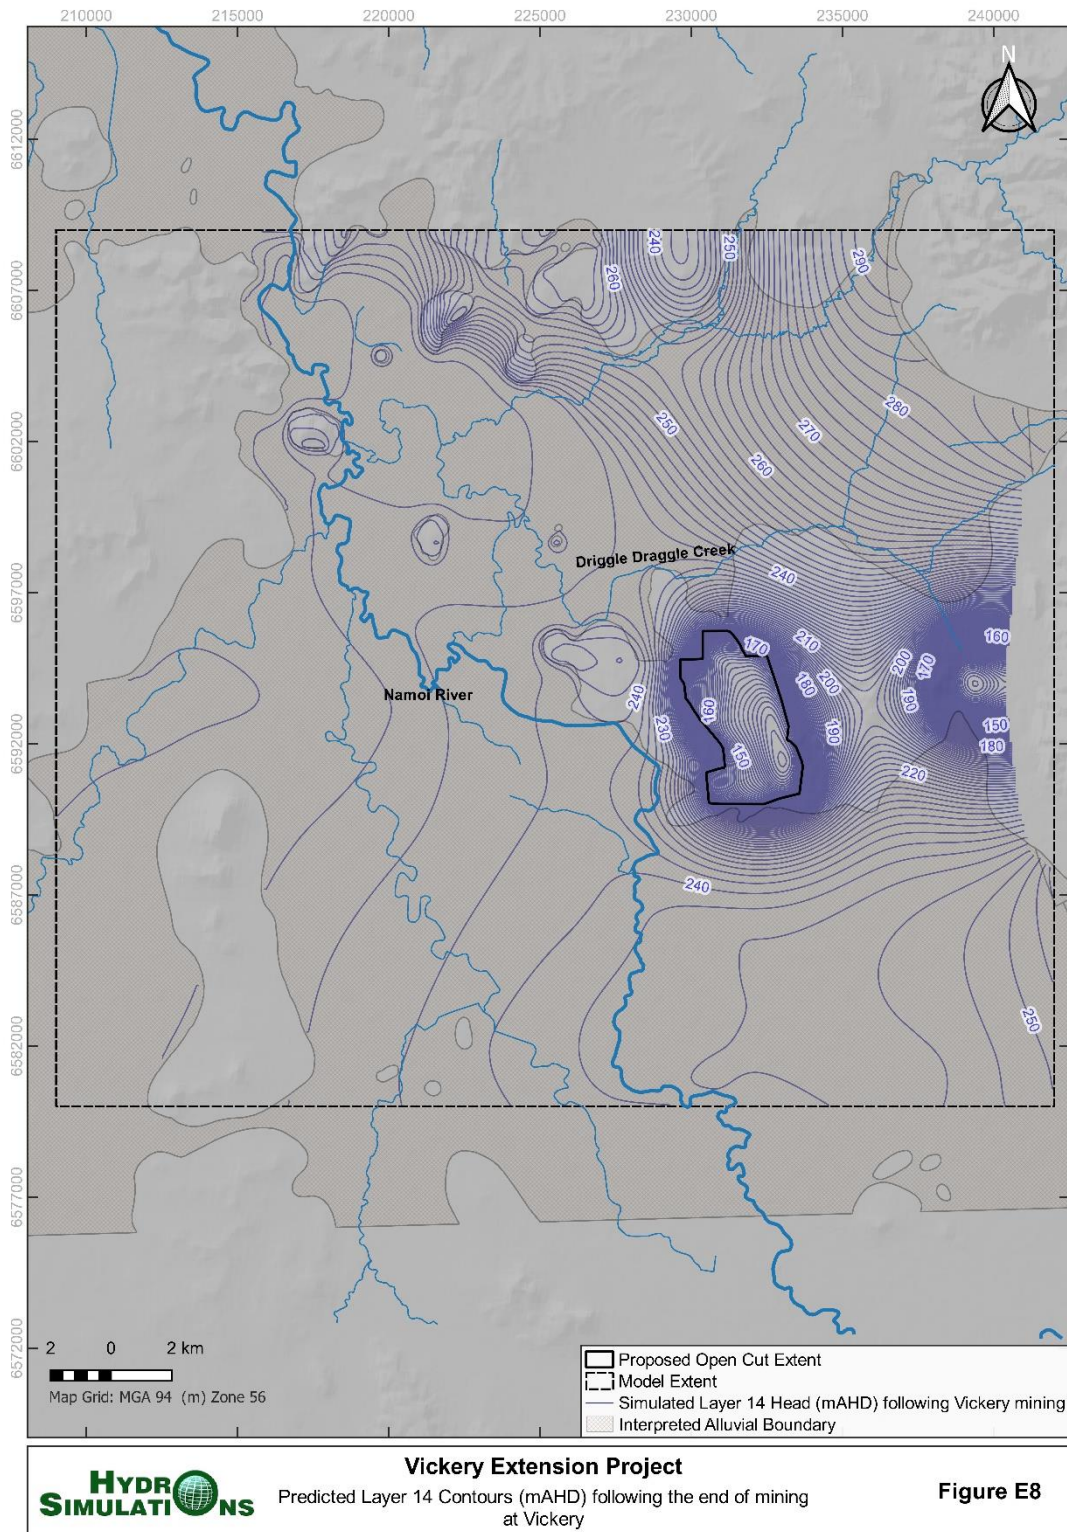 210000 215000 220000 225000 230000 235000 240000
N
6612000
6607000
6602000
6597000
6592000
6587000
6582000
6577000
6572000
240
250
260
290
280
250
270
260
Driggle Draggle Creek
240
170
210
160
200
200
170
180
240
160
190
Namoi River
230
190
150
150
180
220
240
250
2 0 2 km
Map Grid: MGA 94 (m) Zone 56
Proposed Open Cut Extent
Model Extent
Simulated Layer 14 Head (mAHD) following Vickery mining
Interpreted Alluvial Boundary
HYDRO
SIMULATIONS
Vickery Extension Project
Predicted Layer 14 Contours (mAHD) following the end of mining
at Vickery
Figure E8